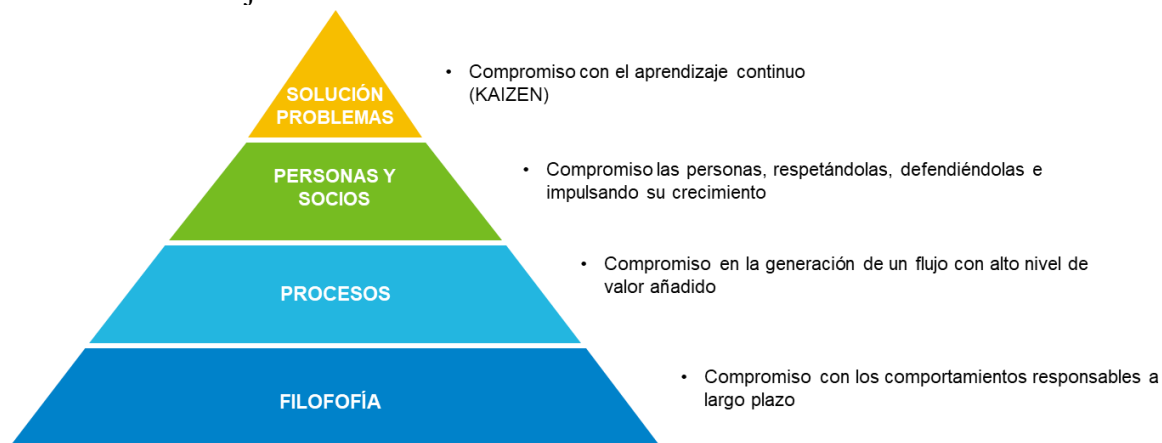 SOLUCIÓN
PROBLEMAS
• Compromiso con el aprendizaje continuo
(KAIZEN)
PERSONAS Y
SOCIOS
• Compromiso las personas, respetándolas, defendiéndolas e
impulsando su crecimiento
PROCESOS
• Compromiso en la generación de un flujo con alto nivel de
valor añadido
FILOFOFÍA
• Compromiso con los comportamientos responsables a
largo plazo